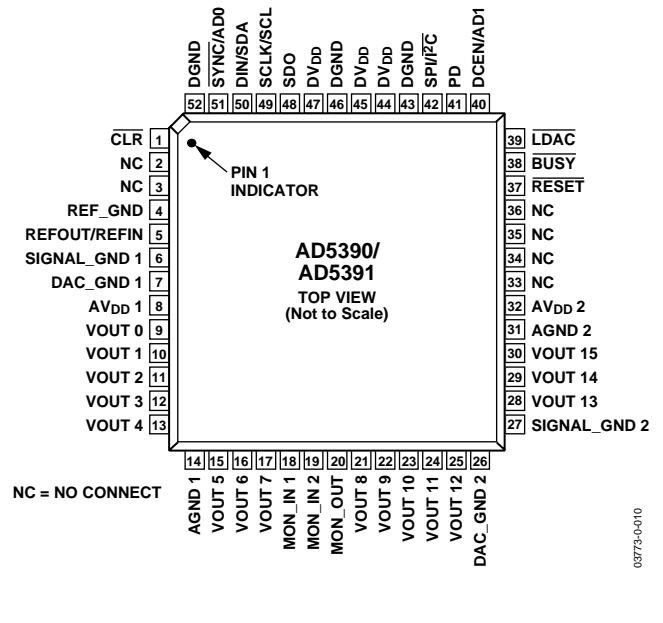 DGND
SYNC/AD0
DIN/SDA
SCLK/SCL
SDO
DVDD
DGND
DVDD
DVDD
DGND
SPI/I2C
PD
DCEN/AD1
52 51 50 49 48 47 46 45 44 43 42 41 40
CLR 1
NC 2
NC 3
REF_GND 4
REFOUT/REFIN 5
SIGNAL_GND 1 6
DAC_GND 1 7
AVDD 1 8
VOUT 0 9
VOUT 1 10
VOUT 2 11
VOUT 3 12
VOUT 4 13
PIN 1
INDICATOR
AD5390/
AD5391
TOP VIEW
(Not to Scale)
39 LDAC
38 BUSY
37 RESET
36 NC
35 NC
34 NC
33 NC
32 AVDD 2
31 AGND 2
30 VOUT 15
29 VOUT 14
28 VOUT 13
27 SIGNAL_GND 2
14 15 16 17 18 19 20 21 22 23 24 25 26
AGND 1
VOUT 5
VOUT 6
VOUT 7
MON_IN 1
MON_IN 2
MON_OUT
VOUT 8
VOUT 9
VOUT 10
VOUT 11
VOUT 12
DAC_GND 2
NC = NO CONNECT
03773-0-010